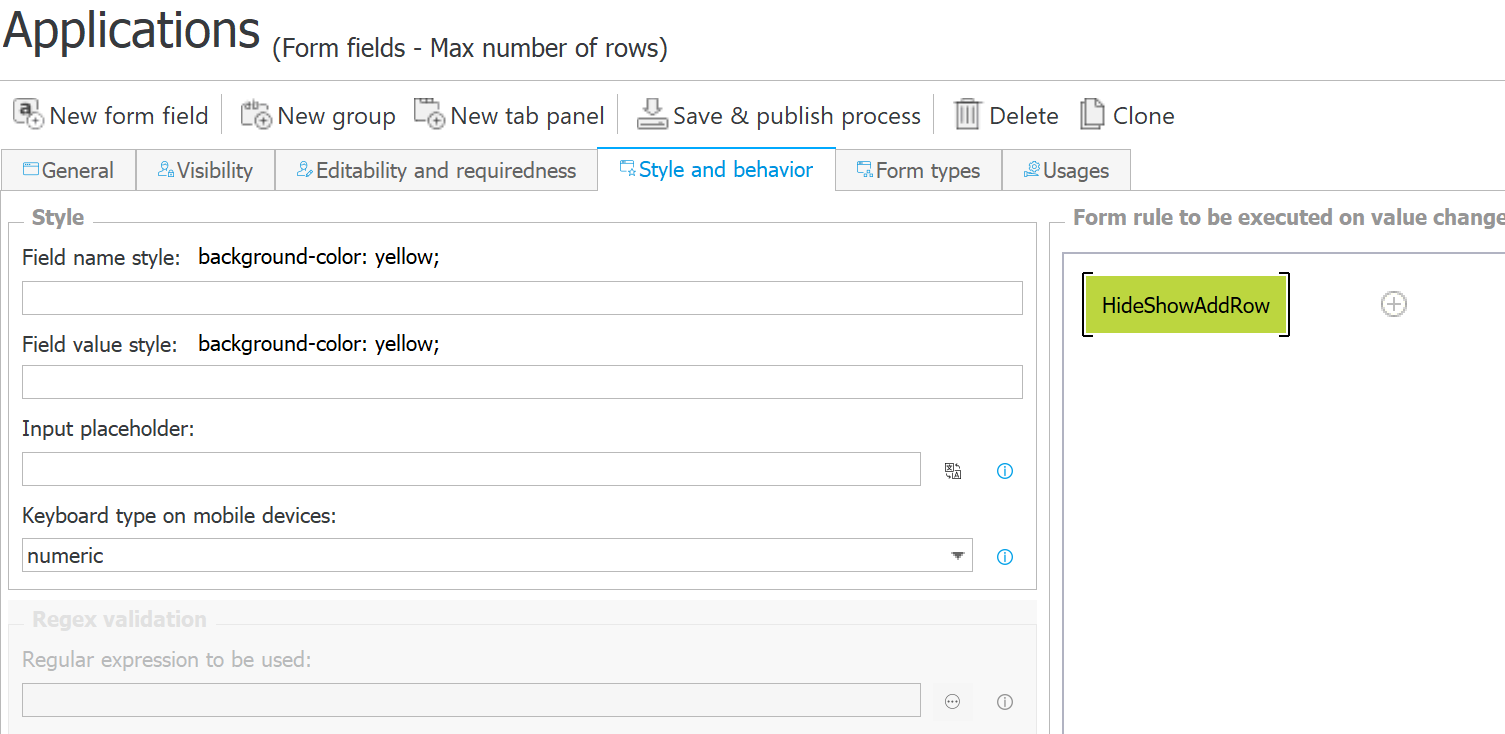 Applications (Form fields - Max number of rows)
New form field New group New tab panel Save & publish process Delete Clone
General Visibility Editability and requiredness Style and behavior Form types Usages
Style
Field name style: background-color: yellow;
Field value style: background-color: yellow;
Input placeholder:
Keyboard type on mobile devices:
numeric
Regex validation
Regular expression to be used:
Form rule to be executed on value change
HideShowAddRow